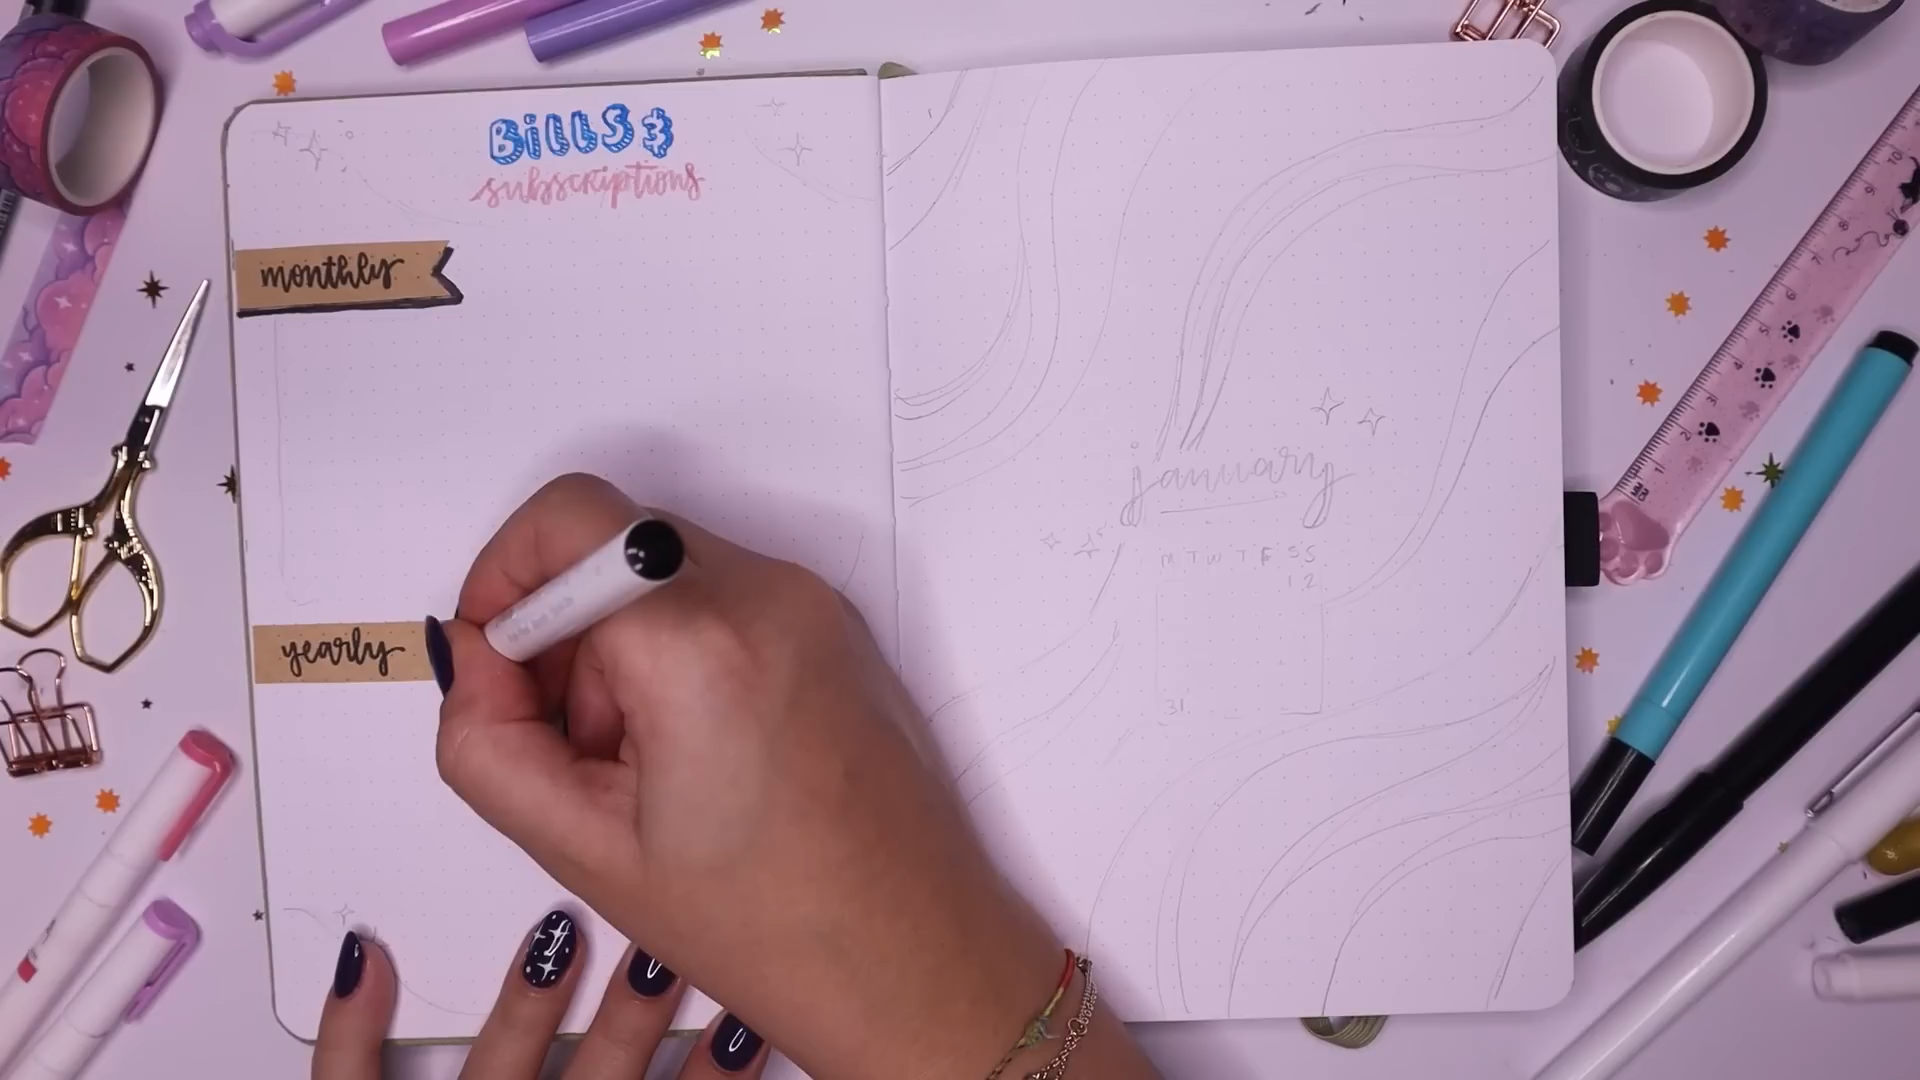 BiLLS &
subscriptions
monthly
yearly
january
M T W T F S S
1 2
31